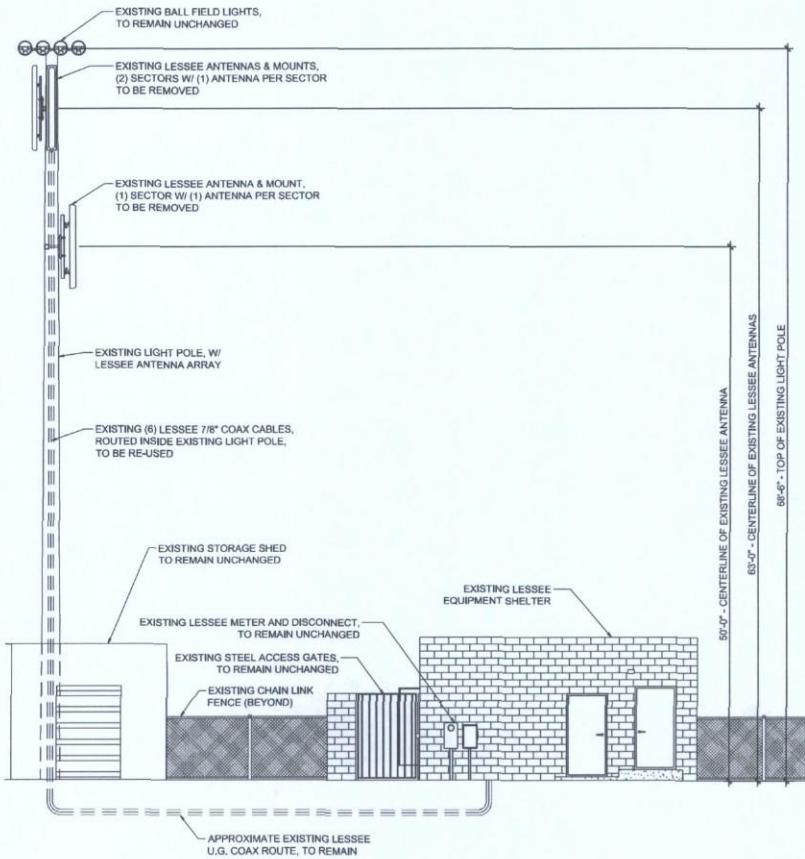 EXISTING BALL FIELD LIGHTS,
TO REMAIN UNCHANGED
EXISTING LESSEE ANTENNAS & MOUNTS,
(2) SECTORS W/ (1) ANTENNA PER SECTOR
TO BE REMOVED
EXISTING LESSEE ANTENNA & MOUNT,
(1) SECTOR W/ (1) ANTENNA PER SECTOR
TO BE REMOVED
EXISTING LIGHT POLE, W/
LESSEE ANTENNA ARRAY
EXISTING (6) LESSEE 7/8" COAX CABLES,
ROUTED INSIDE EXISTING LIGHT POLE,
TO BE RE-USED
EXISTING STORAGE SHED
TO REMAIN UNCHANGED
EXISTING LESSEE
EQUIPMENT SHELTER
EXISTING LESSEE METER AND DISCONNECT,
TO REMAIN UNCHANGED
EXISTING STEEL ACCESS GATES,
TO REMAIN UNCHANGED
EXISTING CHAIN LINK
FENCE (BEYOND)
APPROXIMATE EXISTING LESSEE
U.G. COAX ROUTE, TO REMAIN
50'-0" - CENTERLINE OF EXISTING LESSEE ANTENNA
63'-0" - CENTERLINE OF EXISTING LESSEE ANTENNAS
68'-6" - TOP OF EXISTING LIGHT POLE